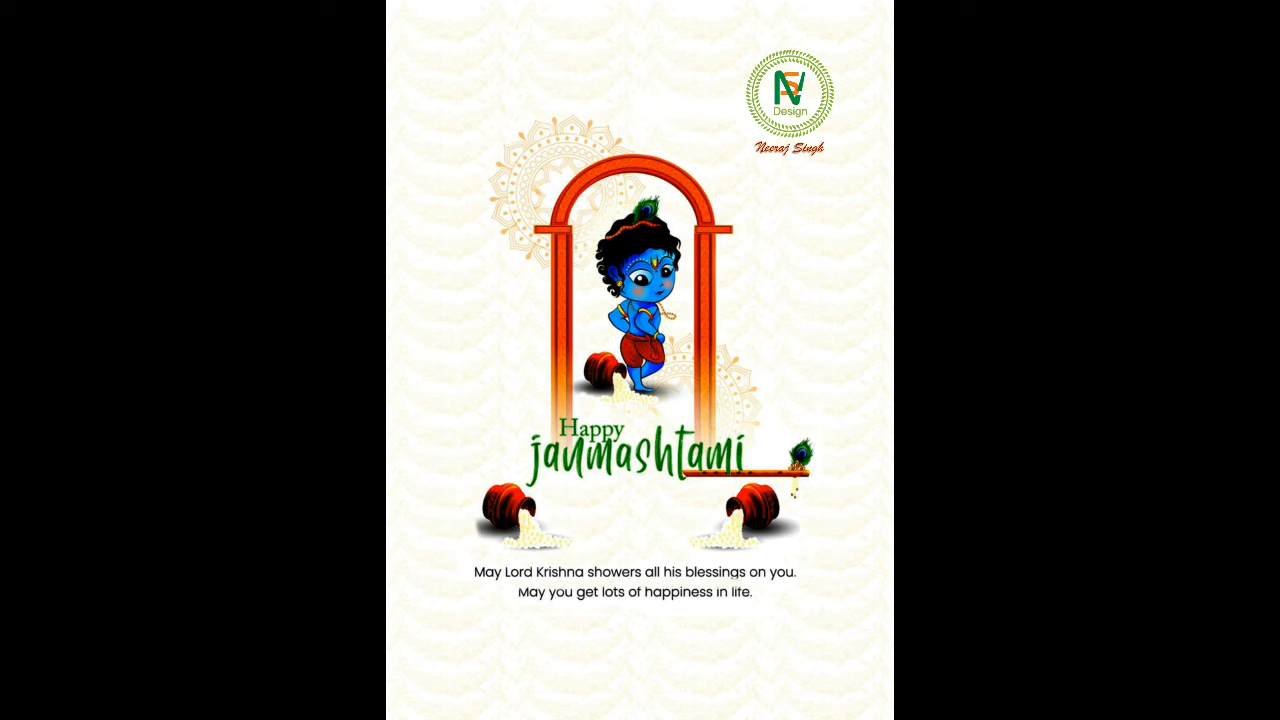 NS
Design
Neeraj Singh
Happy
janmashtami
May Lord Krishna showers all his blessings on you.
May you get lots of happiness in life.